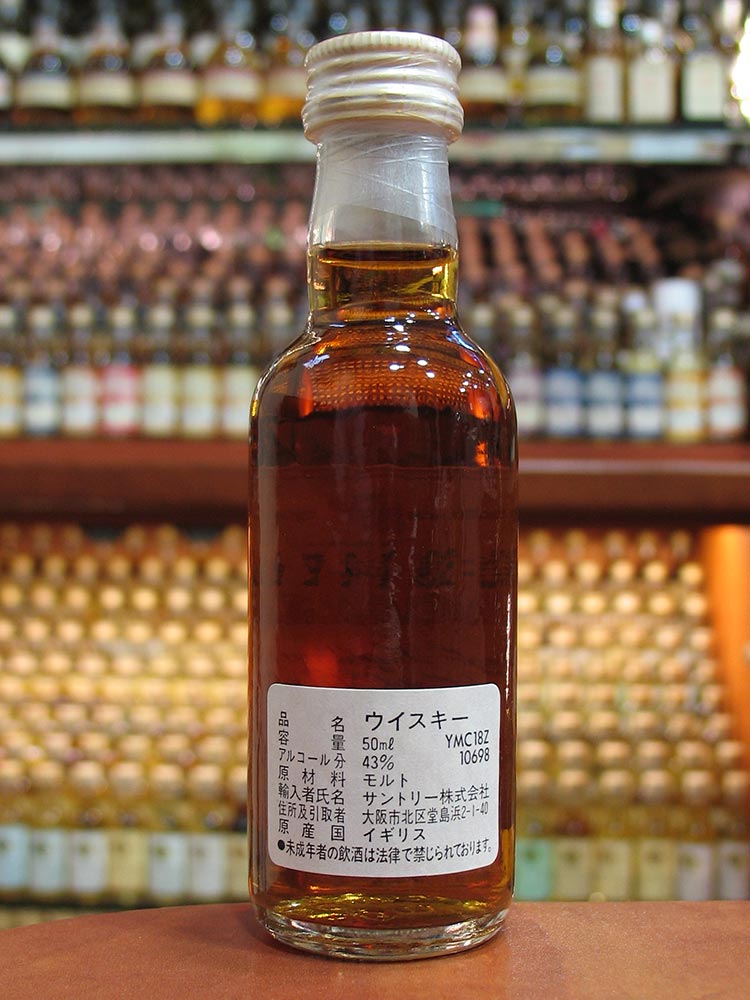 品名 ウイスキー
容量 50mℓ YMC18Z
アルコール分 43% 10698
原材料 モルト
輸入者氏名 サントリー株式会社
住所及引取者 大阪市北区堂島浜2-1-40
原産国 イギリス
●未成年者の飲酒は法律で禁じられております。